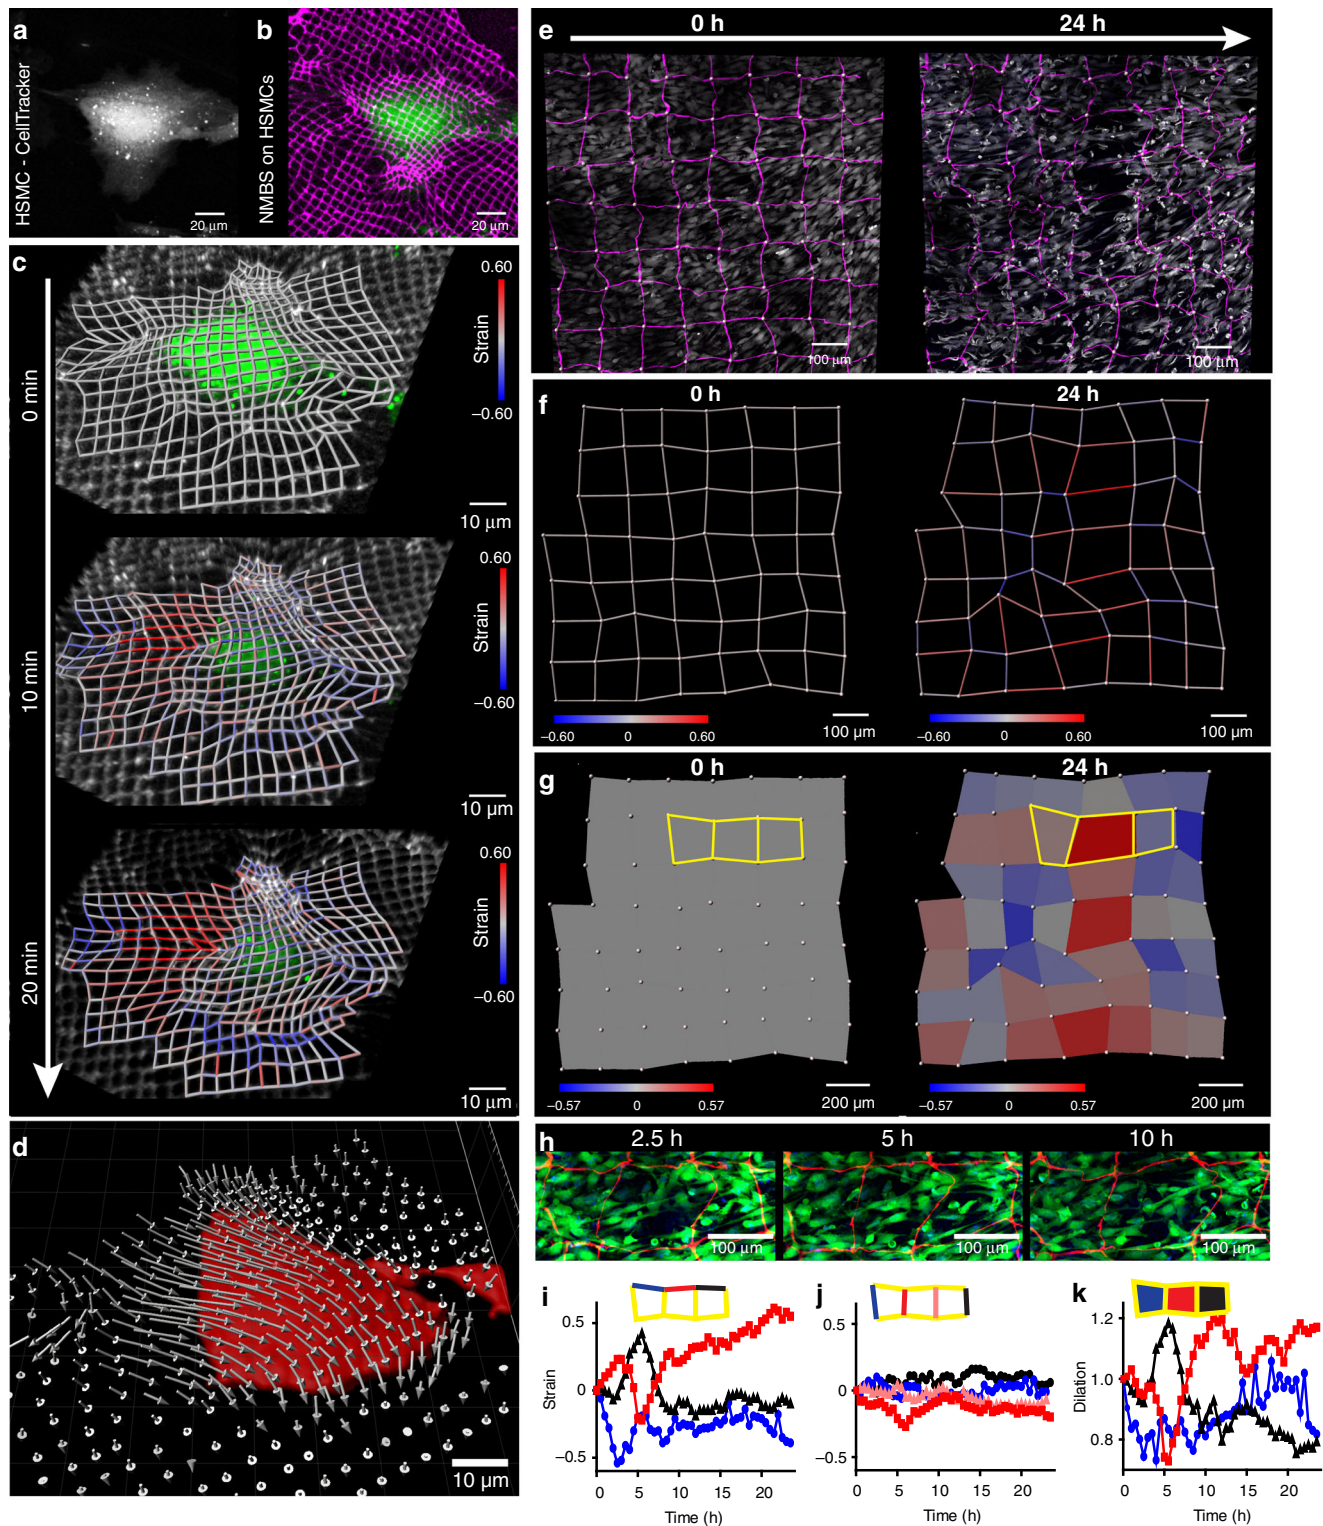 a
HSMC - CellTracker
20 µm
b
NMBS on HSMCs
20 µm
c
0 min
0.60
Strain
−0.60
10 µm
10 min
0.60
Strain
−0.60
10 µm
20 min
0.60
Strain
−0.60
10 µm
d
10 µm
e
0 h
24 h
100 µm
100 µm
f
0 h
24 h
−0.60
0
0.60
100 µm
−0.60
0
0.60
100 µm
g
0 h
24 h
−0.57
0
0.57
200 µm
−0.57
0
0.57
200 µm
h
2.5 h
5 h
10 h
100 µm
100 µm
100 µm
i
0.5
0
−0.5
Strain
0 5 10 15 20
Time (h)
j
0.5
0
−0.5
0 5 10 15 20
Time (h)
k
1.2
1.0
0.8
Dilation
0 5 10 15 20
Time (h)